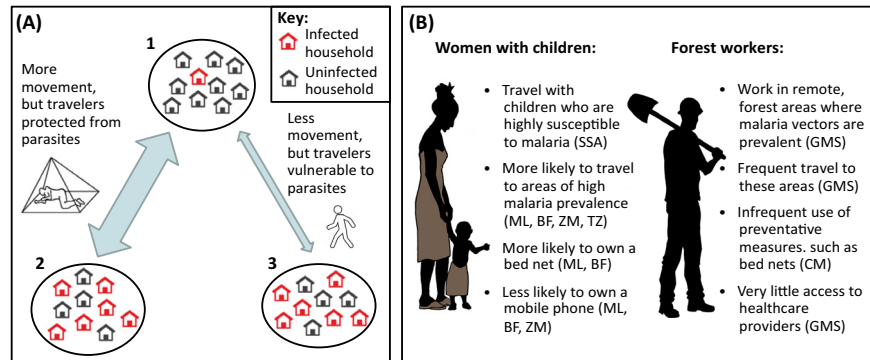 (A)
Key:
Infected
household
Uninfected
household
1
More
movement,
but travelers
protected from
parasites
Less
movement,
but travelers
vulnerable to
parasites
2
3
(B)
Women with children:
• Travel with
children who are
highly susceptible
to malaria (SSA)
• More likely to travel
to areas of high
malaria prevalence
(ML, BF, ZM, TZ)
• More likely to own a
bed net (ML, BF)
• Less likely to own a
mobile phone (ML,
BF, ZM)
Forest workers:
• Work in remote,
forest areas where
malaria vectors are
prevalent (GMS)
• Frequent travel to
these areas (GMS)
• Infrequent use of
preventative
measures. such as
bed nets (CM)
• Very little access to
healthcare
providers (GMS)